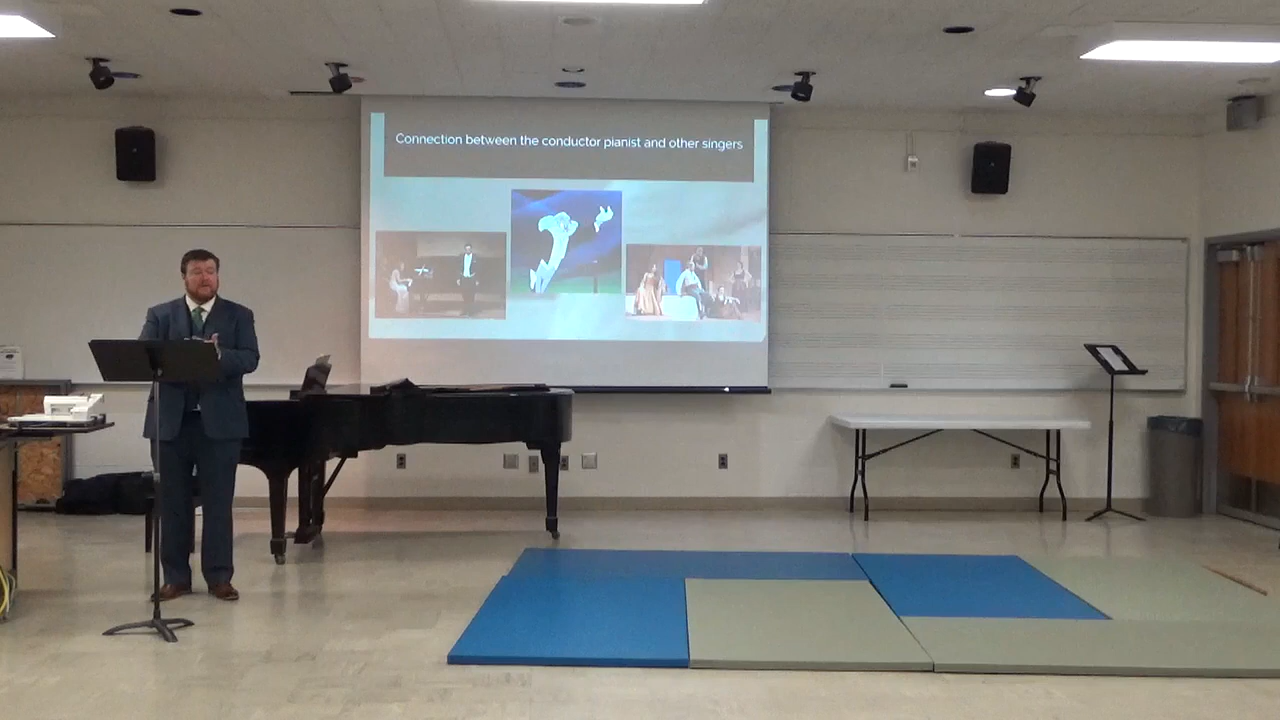 Connection between the conductor pianist and other singers